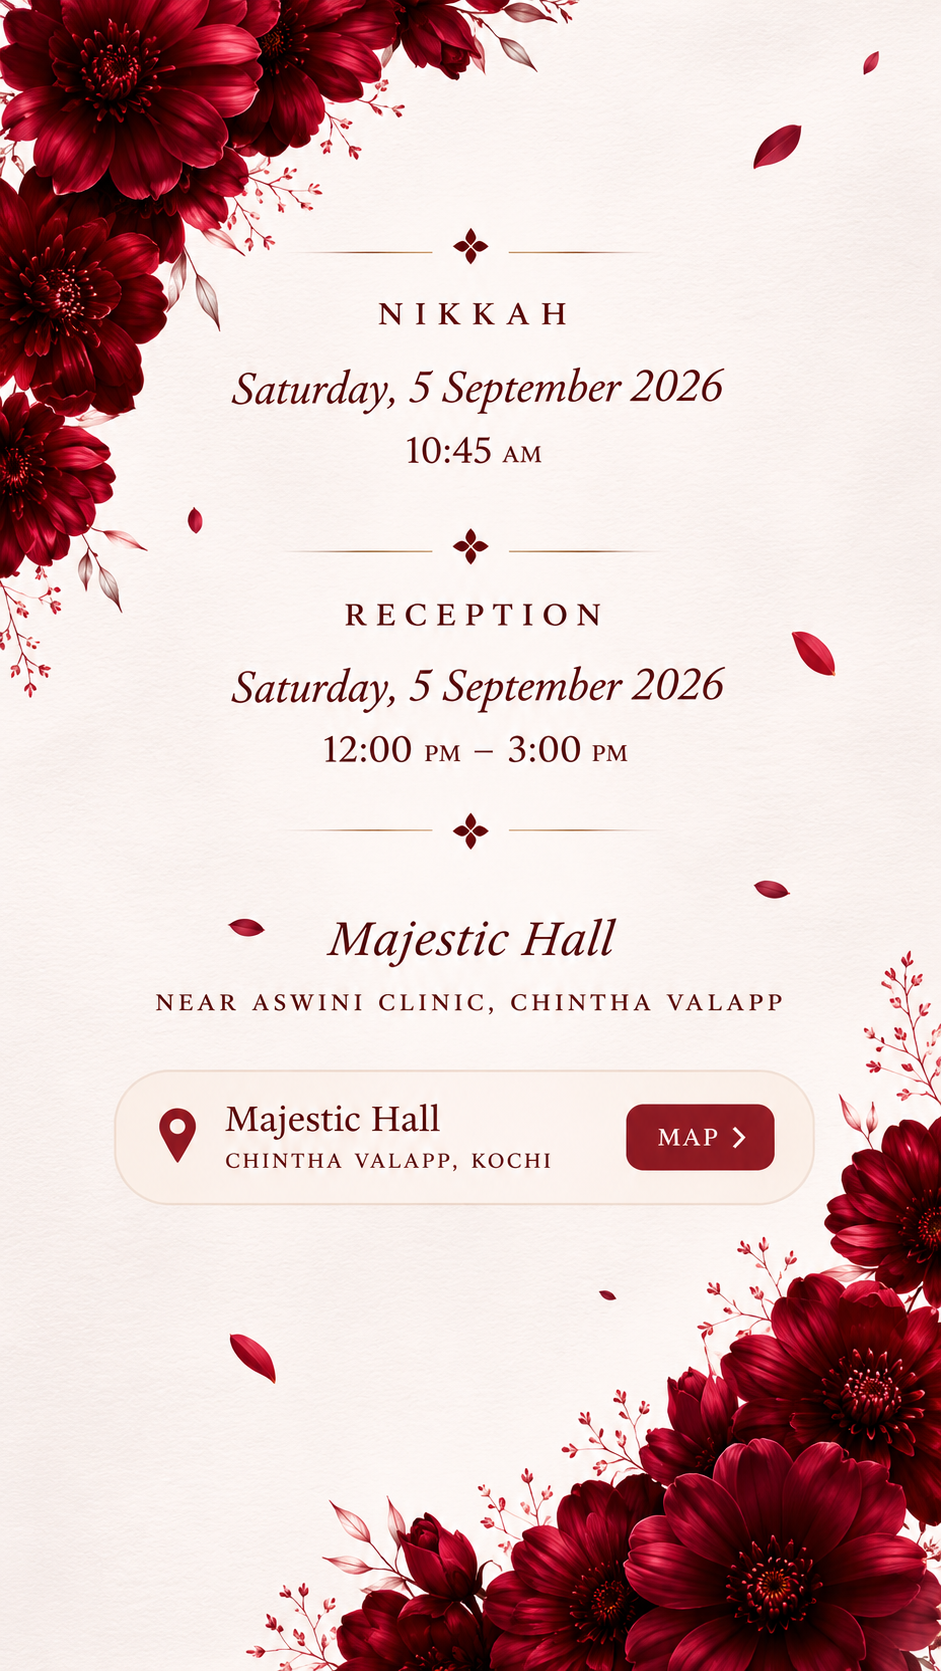 NIKKAH
Saturday, 5 September 2026
10:45 AM
RECEPTION
Saturday, 5 September 2026
12:00 PM – 3:00 PM
Majestic Hall
NEAR ASWINI CLINIC, CHINTHA VALAPP
Majestic Hall
CHINTHA VALAPP, KOCHI
MAP >